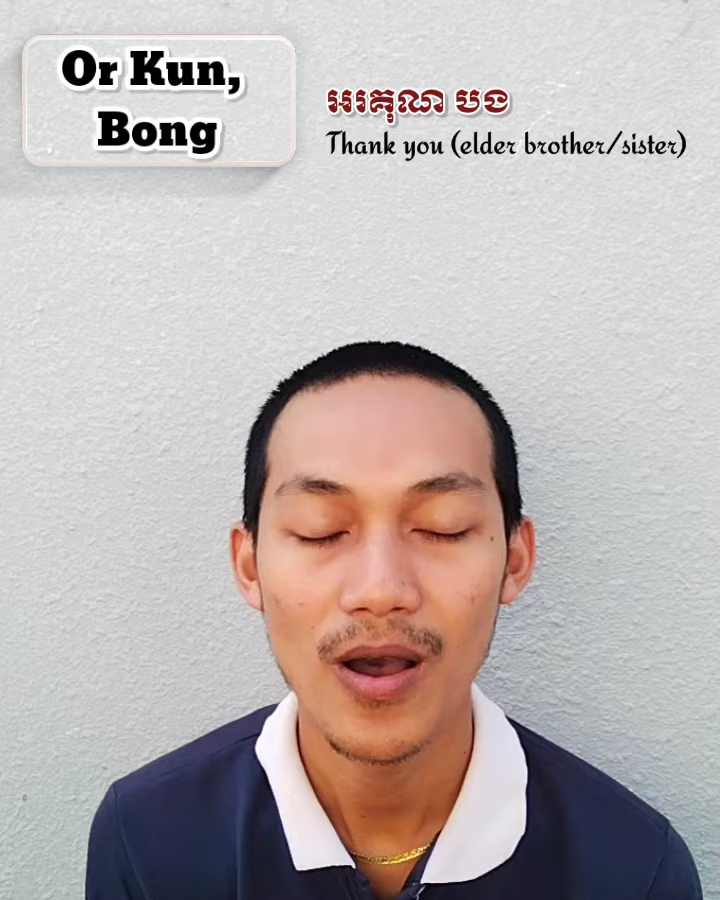 Or Kun,
Bong
អរគុណ បង
Thank you (elder brother/sister)